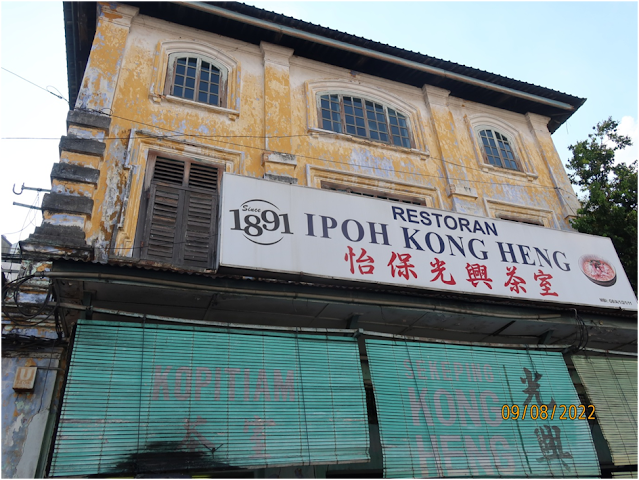 RESTORAN
Since
1891
IPOH KONG HENG
怡保光興茶室
KOPITIAM
KONG
HENG
光興
09/08/2022